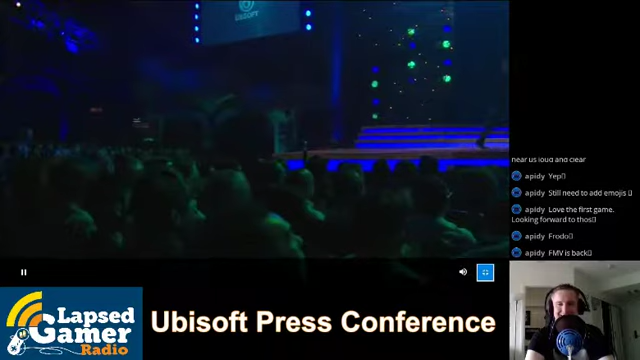 UBISOFT
hear us loud and clear
apidy Yep
apidy Still need to add emojis
apidy Love the first game.
Looking forward to thos
apidy Frodo
apidy FMV is back
Lapsed
Gamer
Radio
Ubisoft Press Conference